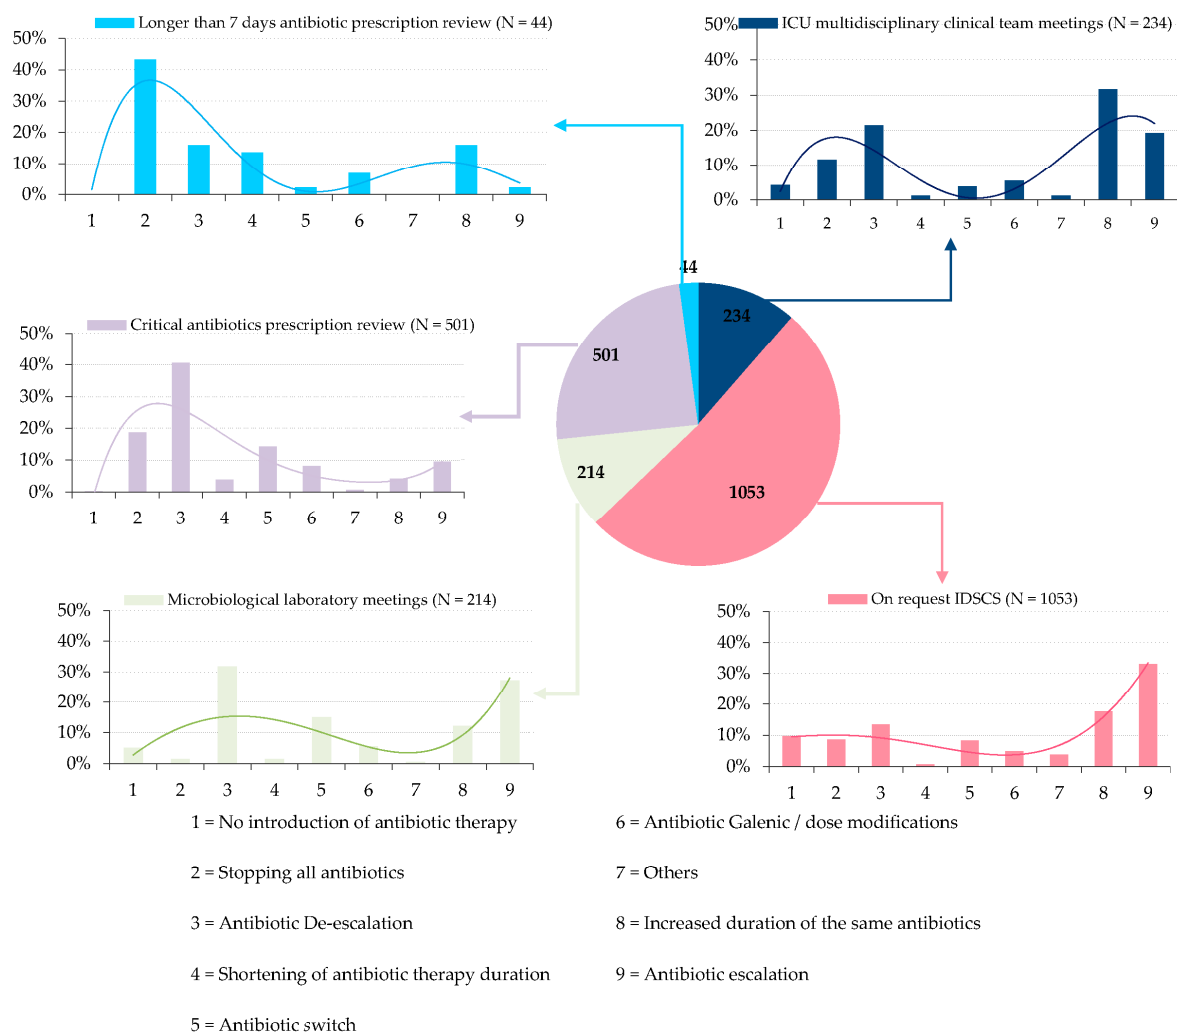 Longer than 7 days antibiotic prescription review (N = 44)
50%
40%
30%
20%
10%
0%
1 2 3 4 5 6 7 8 9
ICU multidisciplinary clinical team meetings (N = 234)
50%
40%
30%
20%
10%
0%
1 2 3 4 5 6 7 8 9
44
234
501
214
1053
Critical antibiotics prescription review (N = 501)
50%
40%
30%
20%
10%
0%
1 2 3 4 5 6 7 8 9
Microbiological laboratory meetings (N = 214)
50%
40%
30%
20%
10%
0%
1 2 3 4 5 6 7 8 9
On request IDSCS (N = 1053)
50%
40%
30%
20%
10%
0%
1 2 3 4 5 6 7 8 9
1 = No introduction of antibiotic therapy
2 = Stopping all antibiotics
3 = Antibiotic De-escalation
4 = Shortening of antibiotic therapy duration
5 = Antibiotic switch
6 = Antibiotic Galenic / dose modifications
7 = Others
8 = Increased duration of the same antibiotics
9 = Antibiotic escalation